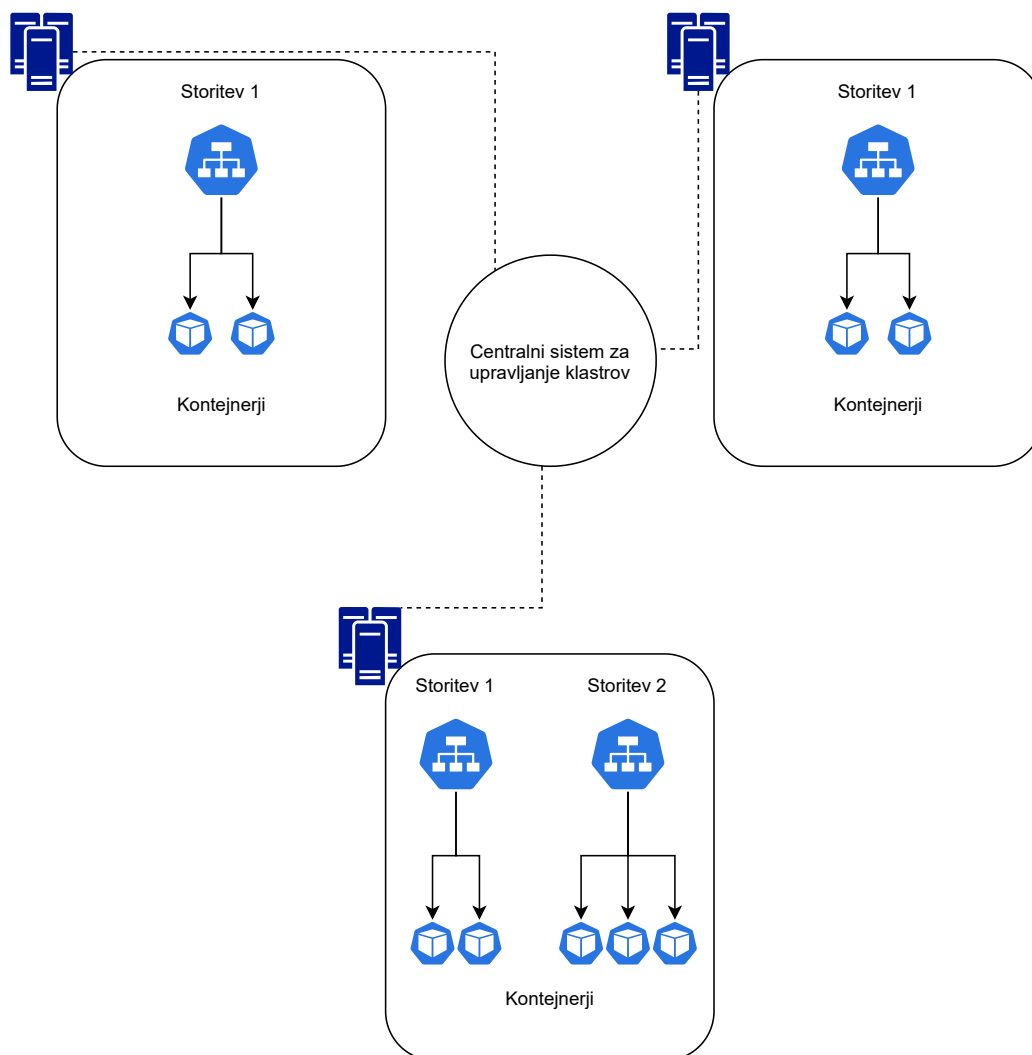 Storitev 1
Kontejnerji
Storitev 1
Kontejnerji
Centralni sistem za
upravljanje klastrov
Storitev 1
Storitev 2
Kontejnerji